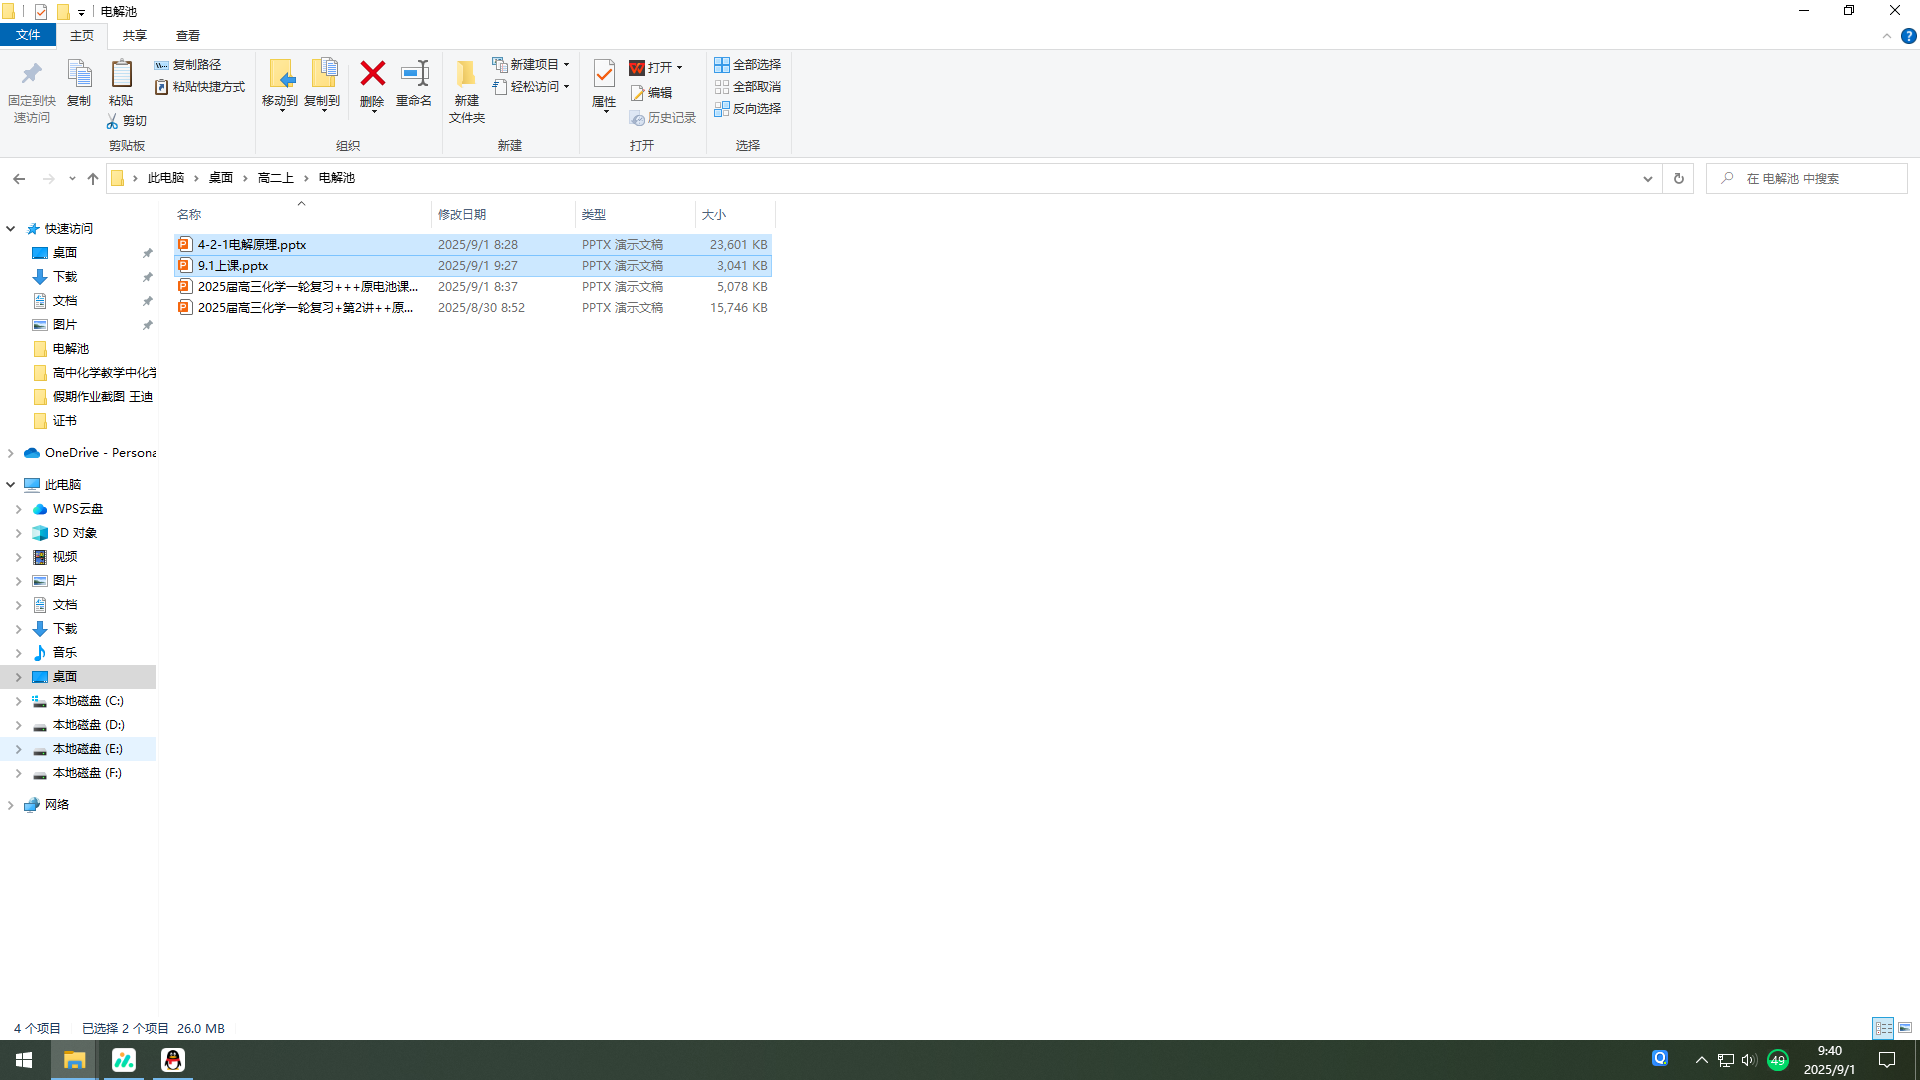 电解池
文件
主页
共享
查看
固定到快
速访问
复制
粘贴
复制路径
粘贴快捷方式
剪切
剪贴板
移动到
复制到
删除
重命名
组织
新建
文件夹
新建项目
轻松访问
新建
属性
打开
编辑
历史记录
打开
全部选择
全部取消
反向选择
选择
此电脑
桌面
高二上
电解池
在 电解池 中搜索
名称
修改日期
类型
大小
4-2-1电解原理.pptx 2025/9/1 8:28 PPTX 演示文稿 23,601 KB
9.1上课.pptx 2025/9/1 9:27 PPTX 演示文稿 3,041 KB
2025届高三化学一轮复习+++原电池课... 2025/9/1 8:37 PPTX 演示文稿 5,078 KB
2025届高三化学一轮复习+第2讲++原... 2025/8/30 8:52 PPTX 演示文稿 15,746 KB
快速访问
桌面
下载
文档
图片
电解池
高中化学教学中化学
假期作业截图 王迪
证书
OneDrive - Persona
此电脑
WPS云盘
3D 对象
视频
图片
文档
下载
音乐
桌面
本地磁盘 (C:)
本地磁盘 (D:)
本地磁盘 (E:)
本地磁盘 (F:)
网络
4 个项目
已选择 2 个项目 26.0 MB
49
9:40
2025/9/1